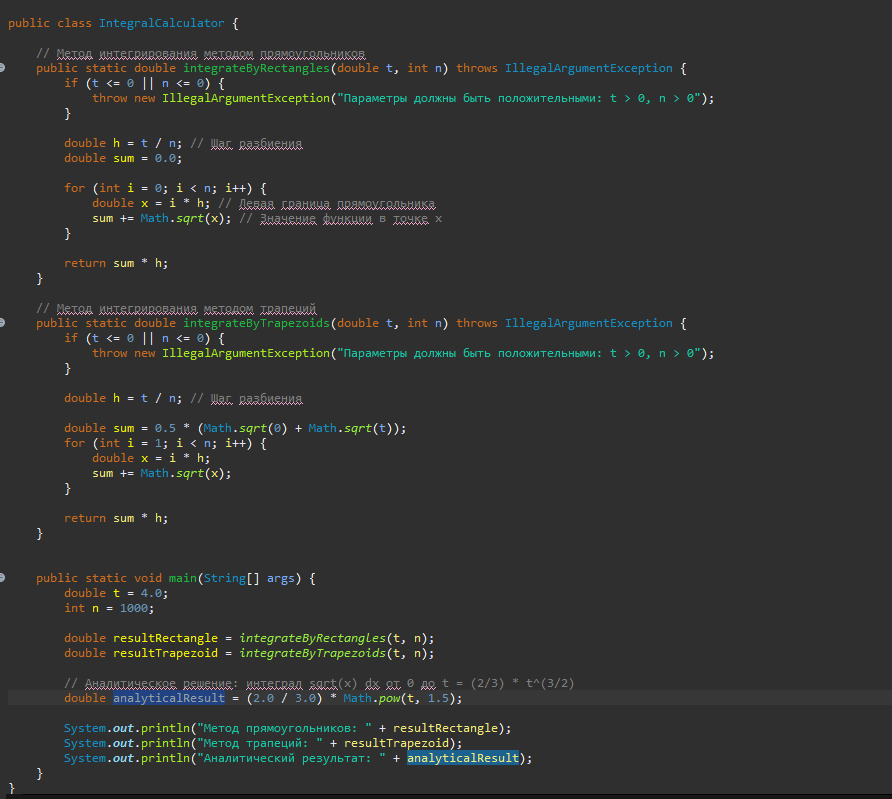 public class IntegralCalculator {
// Метод интегрирования методом прямоугольников
public static double integrateByRectangles(double t, int n) throws IllegalArgumentException {
if (t <= 0 || n <= 0) {
throw new IllegalArgumentException("Параметры должны быть положительными: t > 0, n > 0");
}
double h = t / n; // Шаг разбиения
double sum = 0.0;
for (int i = 0; i < n; i++) {
double x = i * h; // Левая граница прямоугольника
sum += Math.sqrt(x); // Значение функции в точке x
}
return sum * h;
}
// Метод интегрирования методом трапеций
public static double integrateByTrapezoids(double t, int n) throws IllegalArgumentException {
if (t <= 0 || n <= 0) {
throw new IllegalArgumentException("Параметры должны быть положительными: t > 0, n > 0");
}
double h = t / n; // Шаг разбиения
double sum = 0.5 * (Math.sqrt(0) + Math.sqrt(t));
for (int i = 1; i < n; i++) {
double x = i * h;
sum += Math.sqrt(x);
}
return sum * h;
}
public static void main(String[] args) {
double t = 4.0;
int n = 1000;
double resultRectangle = integrateByRectangles(t, n);
double resultTrapezoid = integrateByTrapezoids(t, n);
// Аналитическое решение: интеграл sqrt(x) dx от 0 до t = (2/3) * t^(3/2)
double analyticalResult = (2.0 / 3.0) * Math.pow(t, 1.5);
System.out.println("Метод прямоугольников: " + resultRectangle);
System.out.println("Метод трапеций: " + resultTrapezoid);
System.out.println("Аналитический результат: " + analyticalResult);
}
}